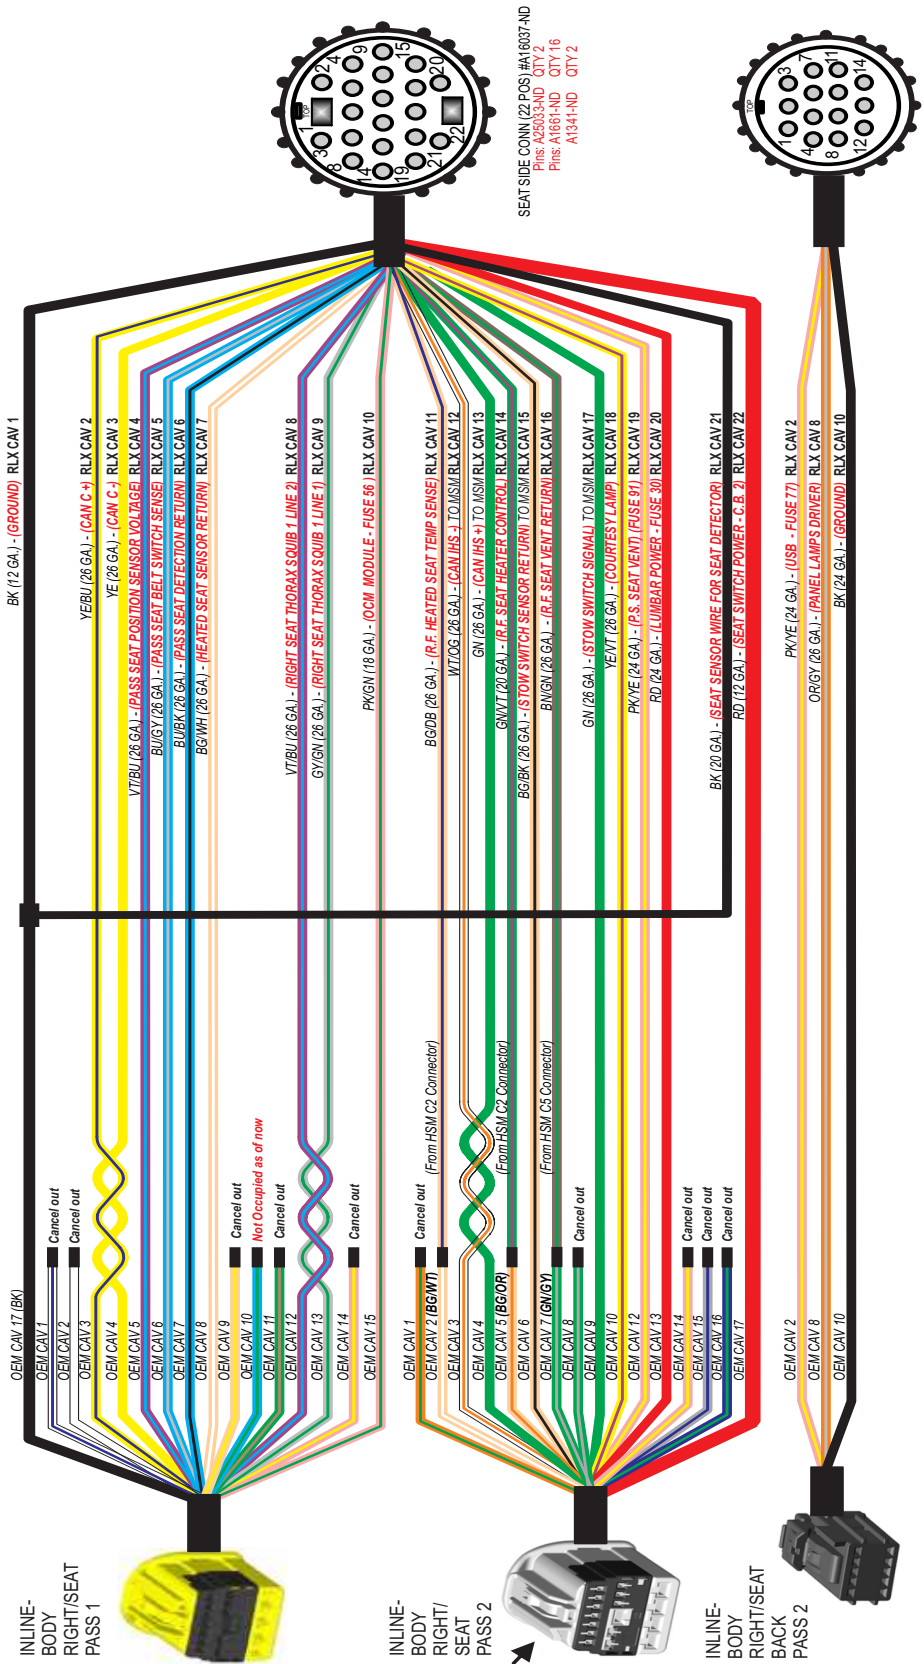 BK (12 GA.) - (GROUND) RLX CAV 1
YE/BU (26 GA.) - (CAN C +) RLX CAV 2
YE (26 GA.) - (CAN C -) RLX CAV 3
VT/BU (26 GA.) - (PASS SEAT POSITION SENSOR VOLTAGE) RLX CAV 4
BU/GY (26 GA.) - (PASS SEAT BELT SWITCH SENSE) RLX CAV 5
BU/BK (26 GA.) - (PASS SEAT DETECTION RETURN) RLX CAV 6
BG/WH (26 GA.) - (HEATED SEAT SENSOR RETURN) RLX CAV 7
VT/BU (26 GA.) - (RIGHT SEAT THORAX SQUIB 1 LINE 2) RLX CAV 8
GY/GN (26 GA.) - (RIGHT SEAT THORAX SQUIB 1 LINE 1) RLX CAV 9
PK/GN (18 GA.) - (OCM MODULE - FUSE 56 ) RLX CAV 10
BG/DB (26 GA.) - (R.F. HEATED SEAT TEMP SENSE) RLX CAV 11
WT/OG (26 GA.) - (CAN IHS -) TO MSM RLX CAV 12
GN (26 GA.) - (CAN IHS +) TO MSM RLX CAV 13
GN/VT (20 GA.) - (R.F. SEAT HEATER CONTROL) RLX CAV 14
BG/BK (26 GA.) - (STOW SWITCH SENSOR RETURN) TO MSM RLX CAV 15
BN/GN (26 GA.) - (R.F. SEAT VENT RETURN) RLX CAV 16
GN (26 GA.) - (STOW SWITCH SIGNAL) TO MSM RLX CAV 17
YE/VT (26 GA.) - (COURTESY LAMP) RLX CAV 18
PK/YE (24 GA.) - (P.S. SEAT VENT) (FUSE 91) RLX CAV 19
RD (24 GA.) - (LUMBAR POWER - FUSE 30) RLX CAV 20
BK (20 GA.) - (SEAT SENSOR WIRE FOR SEAT DETECTOR) RLX CAV 21
RD (12 GA.) - (SEAT SWITCH POWER - C.B. 2) RLX CAV 22
PK/YE (24 GA.) - (USB - FUSE 77) RLX CAV 2
OR/GY (26 GA.) - (PANEL LAMPS DRIVER) RLX CAV 8
BK (24 GA.) - (GROUND) RLX CAV 10
SEAT SIDE CONN (22 POS) #A16037-ND
Pins: A25033-ND QTY 2
Pins: A1661-ND QTY 16
A1341-ND QTY 2
TOP
1
2
3
4
8
9
14
15
19
20
21
22
TOP
1
3
4
7
8
11
12
14
OEM CAV 17 (BK)
OEM CAV 1
Cancel out
OEM CAV 2
Cancel out
OEM CAV 3
OEM CAV 4
OEM CAV 5
OEM CAV 6
OEM CAV 7
OEM CAV 8
OEM CAV 9
Cancel out
OEM CAV 10
Not Occupied as of now
OEM CAV 11
Cancel out
OEM CAV 12
OEM CAV 13
OEM CAV 14
Cancel out
OEM CAV 15
OEM CAV 1
Cancel out
OEM CAV 2 (BG/WT)
(From HSM C2 Connector)
OEM CAV 3
OEM CAV 4
OEM CAV 5 (BG/OR)
(From HSM C2 Connector)
OEM CAV 6
OEM CAV 7 (GN/GY)
(From HSM C5 Connector)
OEM CAV 8
Cancel out
OEM CAV 9
OEM CAV 10
OEM CAV 12
OEM CAV 13
OEM CAV 14
Cancel out
OEM CAV 15
Cancel out
OEM CAV 16
Cancel out
OEM CAV 17
OEM CAV 2
OEM CAV 8
OEM CAV 10
INLINE-
BODY
RIGHT/SEAT
PASS 1
INLINE-
BODY
RIGHT/
SEAT
PASS 2
INLINE-
BODY
RIGHT/SEAT
BACK
PASS 2